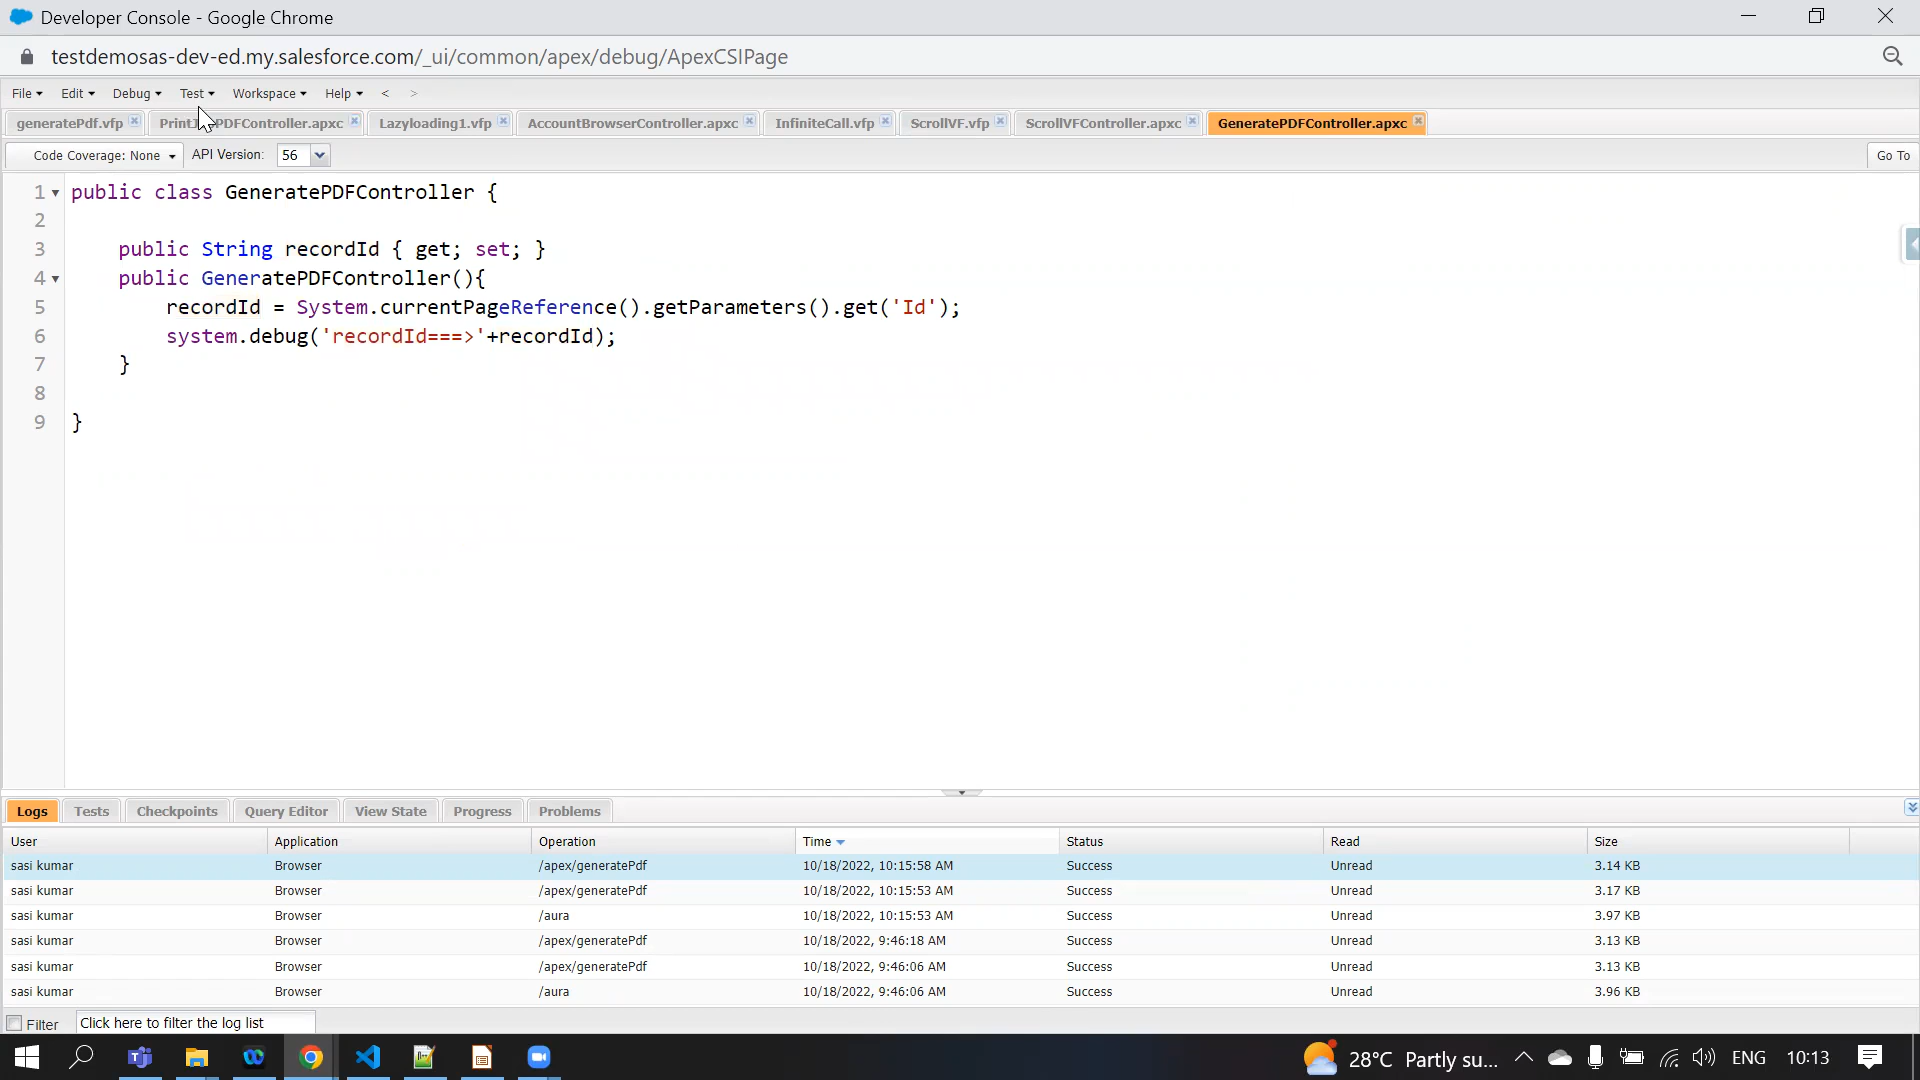 Developer Console - Google Chrome
testdemosas-dev-ed.my.salesforce.com/_ui/common/apex/debug/ApexCSIPage
File Edit Debug Test Workspace Help < >
generatePdf.vfp PrintI PDFController.apxc Lazyloading1.vfp AccountBrowserController.apxc InfiniteCall.vfp ScrollVF.vfp ScrollVFController.apxc GeneratePDFController.apxc
Code Coverage: None API Version: 56 Go To
1 public class GeneratePDFController {
2
3 public String recordId { get; set; }
4 public GeneratePDFController(){
5 recordId = System.currentPageReference().getParameters().get('Id');
6 system.debug('recordId===>'+recordId);
7 }
8
9 }
Logs Tests Checkpoints Query Editor View State Progress Problems
User Application Operation Time Status Read Size
sasi kumar Browser /apex/generatePdf 10/18/2022, 10:15:58 AM Success Unread 3.14 KB
sasi kumar Browser /apex/generatePdf 10/18/2022, 10:15:53 AM Success Unread 3.17 KB
sasi kumar Browser /aura 10/18/2022, 10:15:53 AM Success Unread 3.97 KB
sasi kumar Browser /apex/generatePdf 10/18/2022, 9:46:18 AM Success Unread 3.13 KB
sasi kumar Browser /apex/generatePdf 10/18/2022, 9:46:06 AM Success Unread 3.13 KB
sasi kumar Browser /aura 10/18/2022, 9:46:06 AM Success Unread 3.96 KB
Filter Click here to filter the log list
28°C Partly su... ENG 10:13